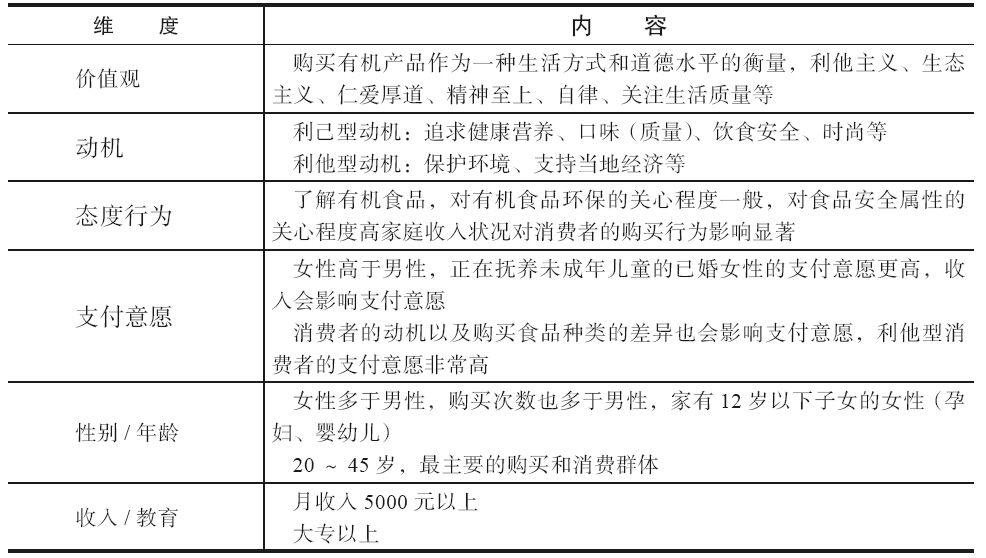 维 度 内 容
价值观
购买有机产品作为一种生活方式和道德水平的衡量，利他主义、生态
主义、仁爱厚道、精神至上、自律、关注生活质量等
动机
利己型动机：追求健康营养、口味（质量）、饮食安全、时尚等
利他型动机：保护环境、支持当地经济等
态度行为
了解有机食品，对有机食品环保的关心程度一般，对食品安全属性的
关心程度高家庭收入状况对消费者的购买行为影响显著
支付意愿
女性高于男性，正在抚养未成年儿童的已婚女性的支付意愿更高，收
入会影响支付意愿
消费者的动机以及购买食品种类的差异也会影响支付意愿，利他型消
费者的支付意愿非常高
性别 / 年龄
女性多于男性，购买次数也多于男性，家有 12 岁以下子女的女性（孕
妇、婴幼儿）
20 ~ 45 岁，最主要的购买和消费群体
收入 / 教育
月收入 5000 元以上
大专以上